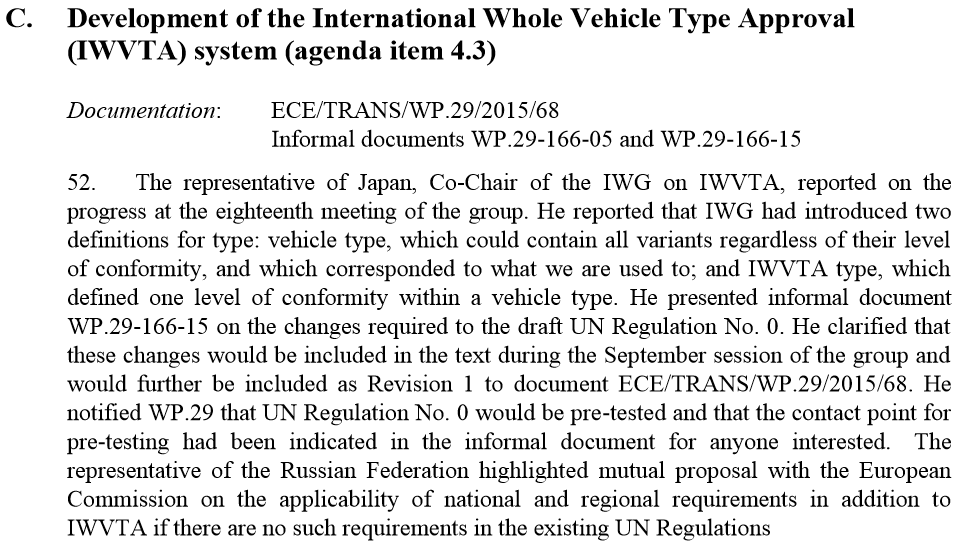 C. Development of the International Whole Vehicle Type Approval
(IWVTA) system (agenda item 4.3)
Documentation: ECE/TRANS/WP.29/2015/68
Informal documents WP.29-166-05 and WP.29-166-15
52. The representative of Japan, Co-Chair of the IWG on IWVTA, reported on the
progress at the eighteenth meeting of the group. He reported that IWG had introduced two
definitions for type: vehicle type, which could contain all variants regardless of their level
of conformity, and which corresponded to what we are used to; and IWVTA type, which
defined one level of conformity within a vehicle type. He presented informal document
WP.29-166-15 on the changes required to the draft UN Regulation No. 0. He clarified that
these changes would be included in the text during the September session of the group and
would further be included as Revision 1 to document ECE/TRANS/WP.29/2015/68. He
notified WP.29 that UN Regulation No. 0 would be pre-tested and that the contact point for
pre-testing had been indicated in the informal document for anyone interested. The
representative of the Russian Federation highlighted mutual proposal with the European
Commission on the applicability of national and regional requirements in addition to
IWVTA if there are no such requirements in the existing UN Regulations